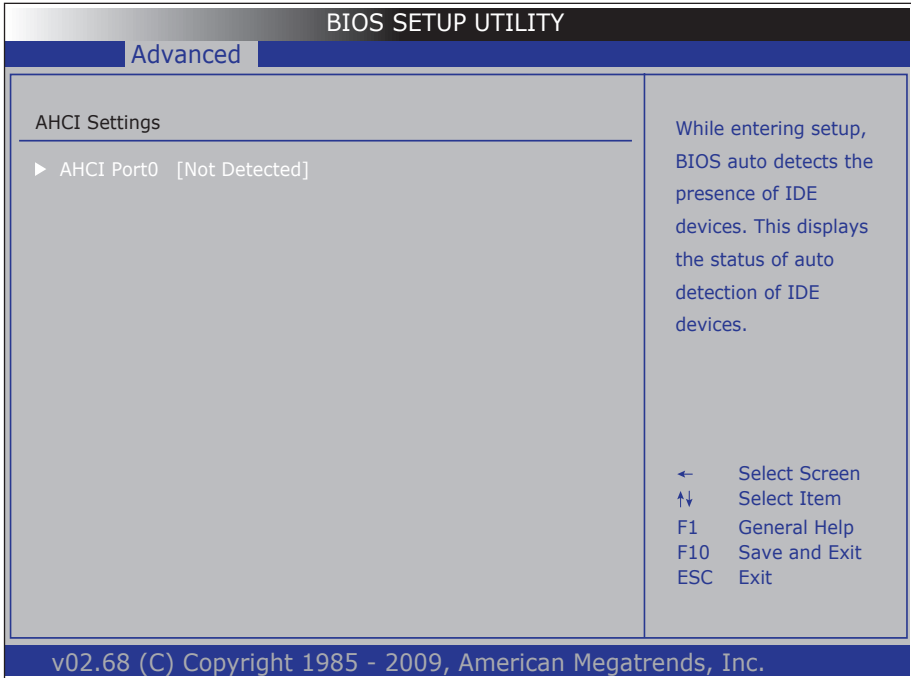 BIOS SETUP UTILITY
Advanced
AHCI Settings
▶ AHCI Port0 [Not Detected]
While entering setup,
BIOS auto detects the
presence of IDE
devices. This displays
the status of auto
detection of IDE
devices.
← Select Screen
↑↓ Select Item
F1 General Help
F10 Save and Exit
ESC Exit
v02.68 (C) Copyright 1985 - 2009, American Megatrends, Inc.